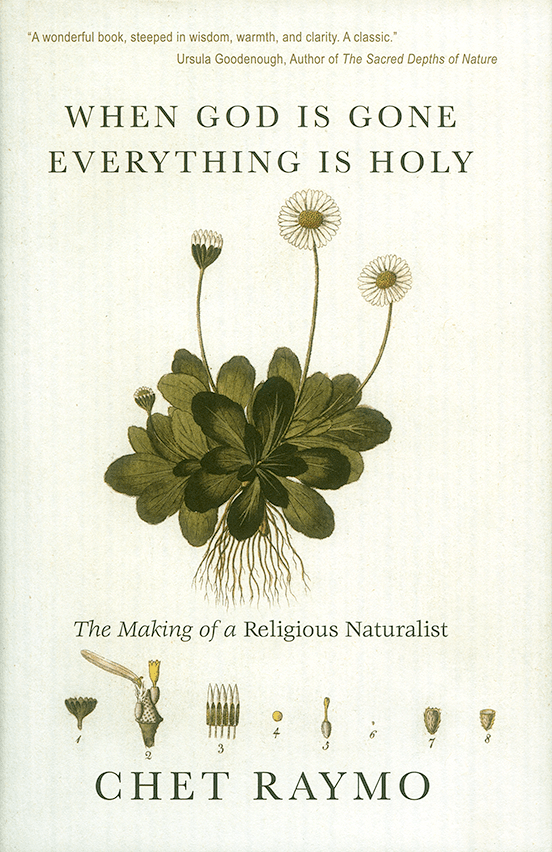 “A wonderful book, steeped in wisdom, warmth, and clarity. A classic.”
Ursula Goodenough, Author of The Sacred Depths of Nature
WHEN GOD IS GONE
EVERYTHING IS HOLY
The Making of a Religious Naturalist
1 2 3 4 5 6 7 8
CHET RAYMO